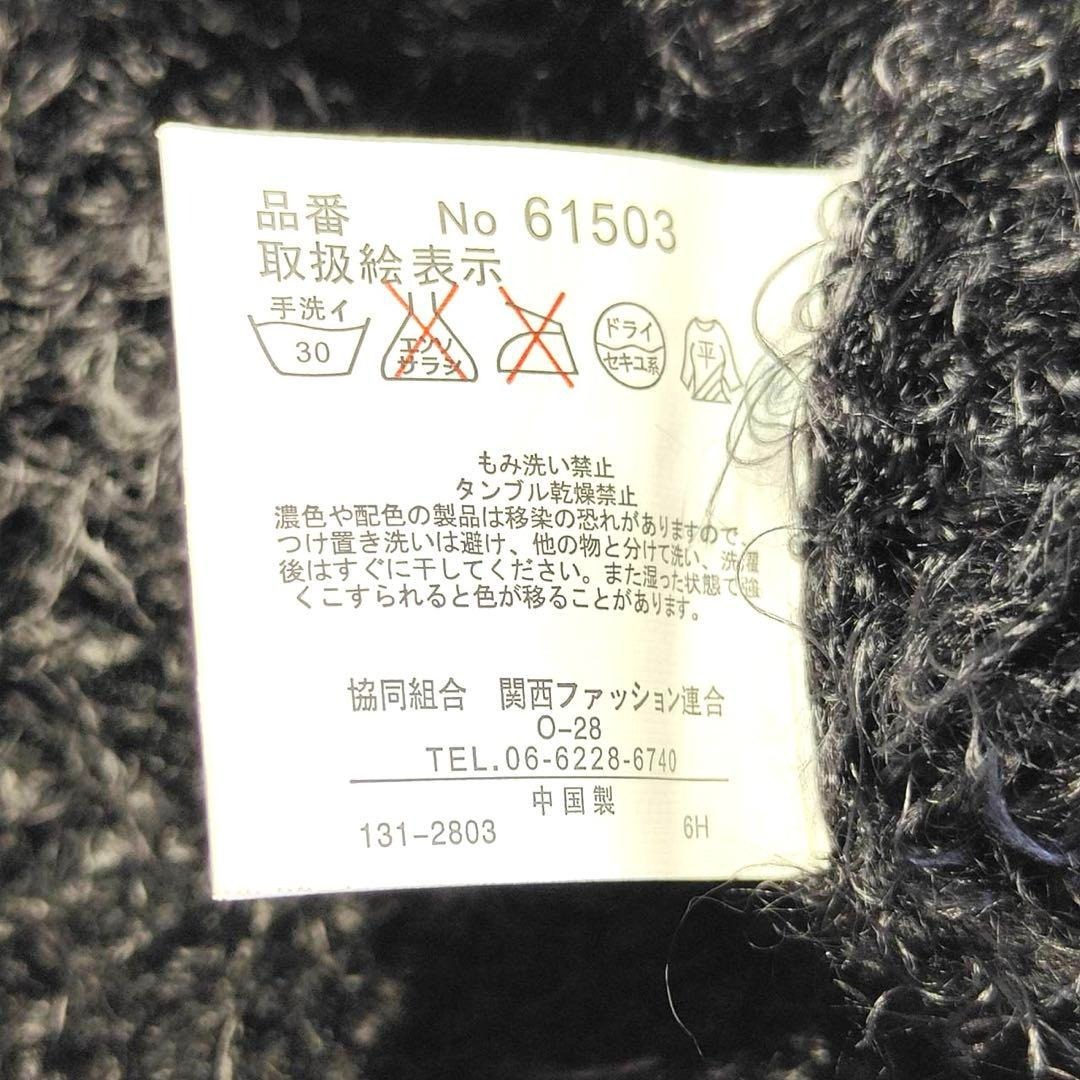 品番 No 61503
取扱絵表示
手洗イ
30
エンソ
サラシ
ドライ
セキユ系
平
もみ洗い禁止
タンブル乾燥禁止
濃色や配色の製品は移染の恐れがありますので、
つけ置き洗いは避け、他の物と分けて洗い、洗濯
後はすぐに干してください。また湿った状態で強
くこすられると色が移ることがあります。
協同組合 関西ファッション連合
O-28
TEL.06-6228-6740
中国製
131-2803 6H